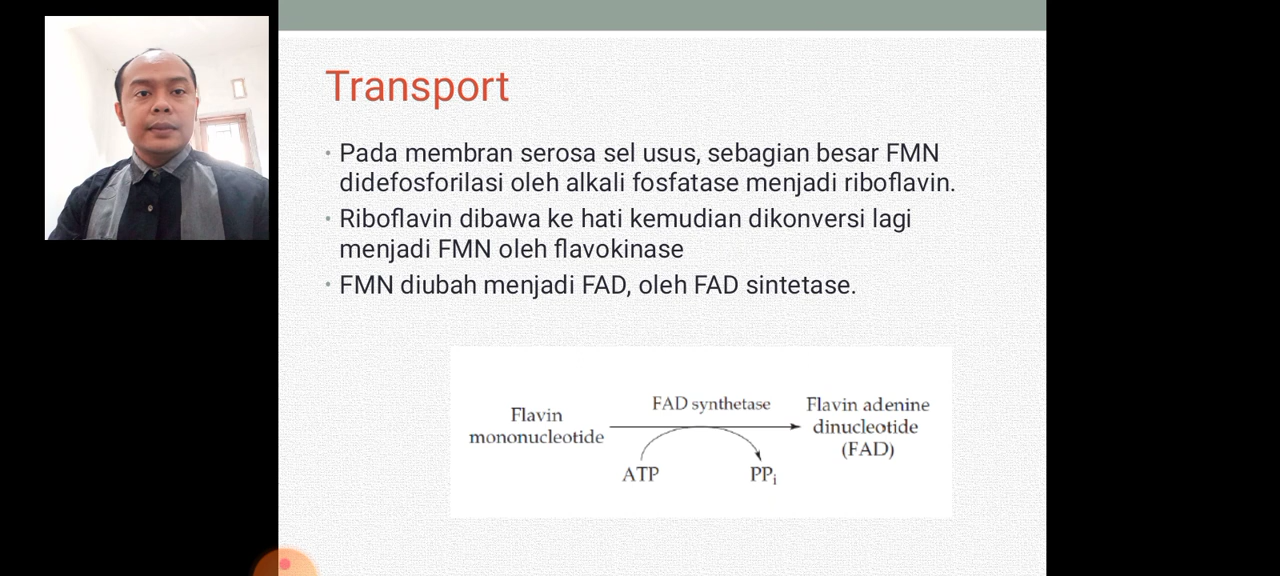 Transport
• Pada membran serosa sel usus, sebagian besar FMN
didefosforilasi oleh alkali fosfatase menjadi riboflavin.
• Riboflavin dibawa ke hati kemudian dikonversi lagi
menjadi FMN oleh flavokinase
• FMN diubah menjadi FAD, oleh FAD sintetase.
Flavin
mononucleotide
FAD synthetase
ATP
PPi
Flavin adenine
dinucleotide
(FAD)